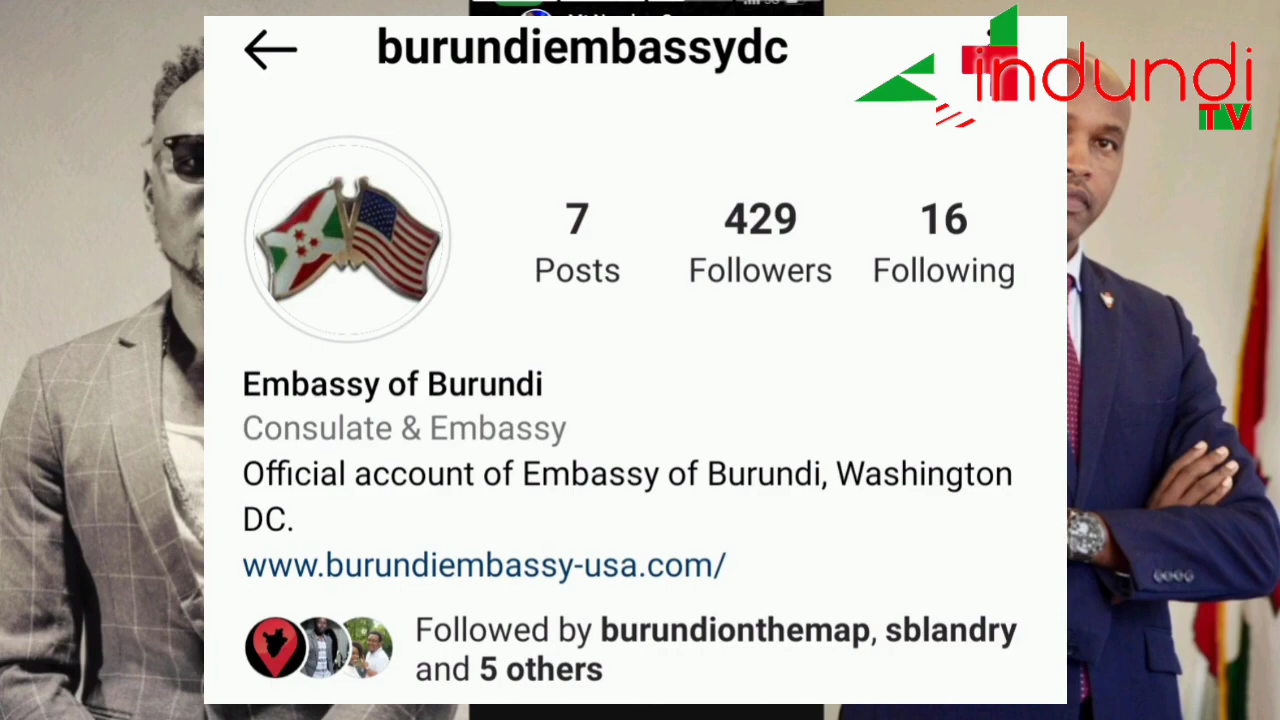 burundiembassydc
indundi
TV
7
429
16
Posts
Followers
Following
Embassy of Burundi
Consulate & Embassy
Official account of Embassy of Burundi, Washington
DC.
www.burundiembassy-usa.com/
Followed by burundionthemap, sblandry
and 5 others